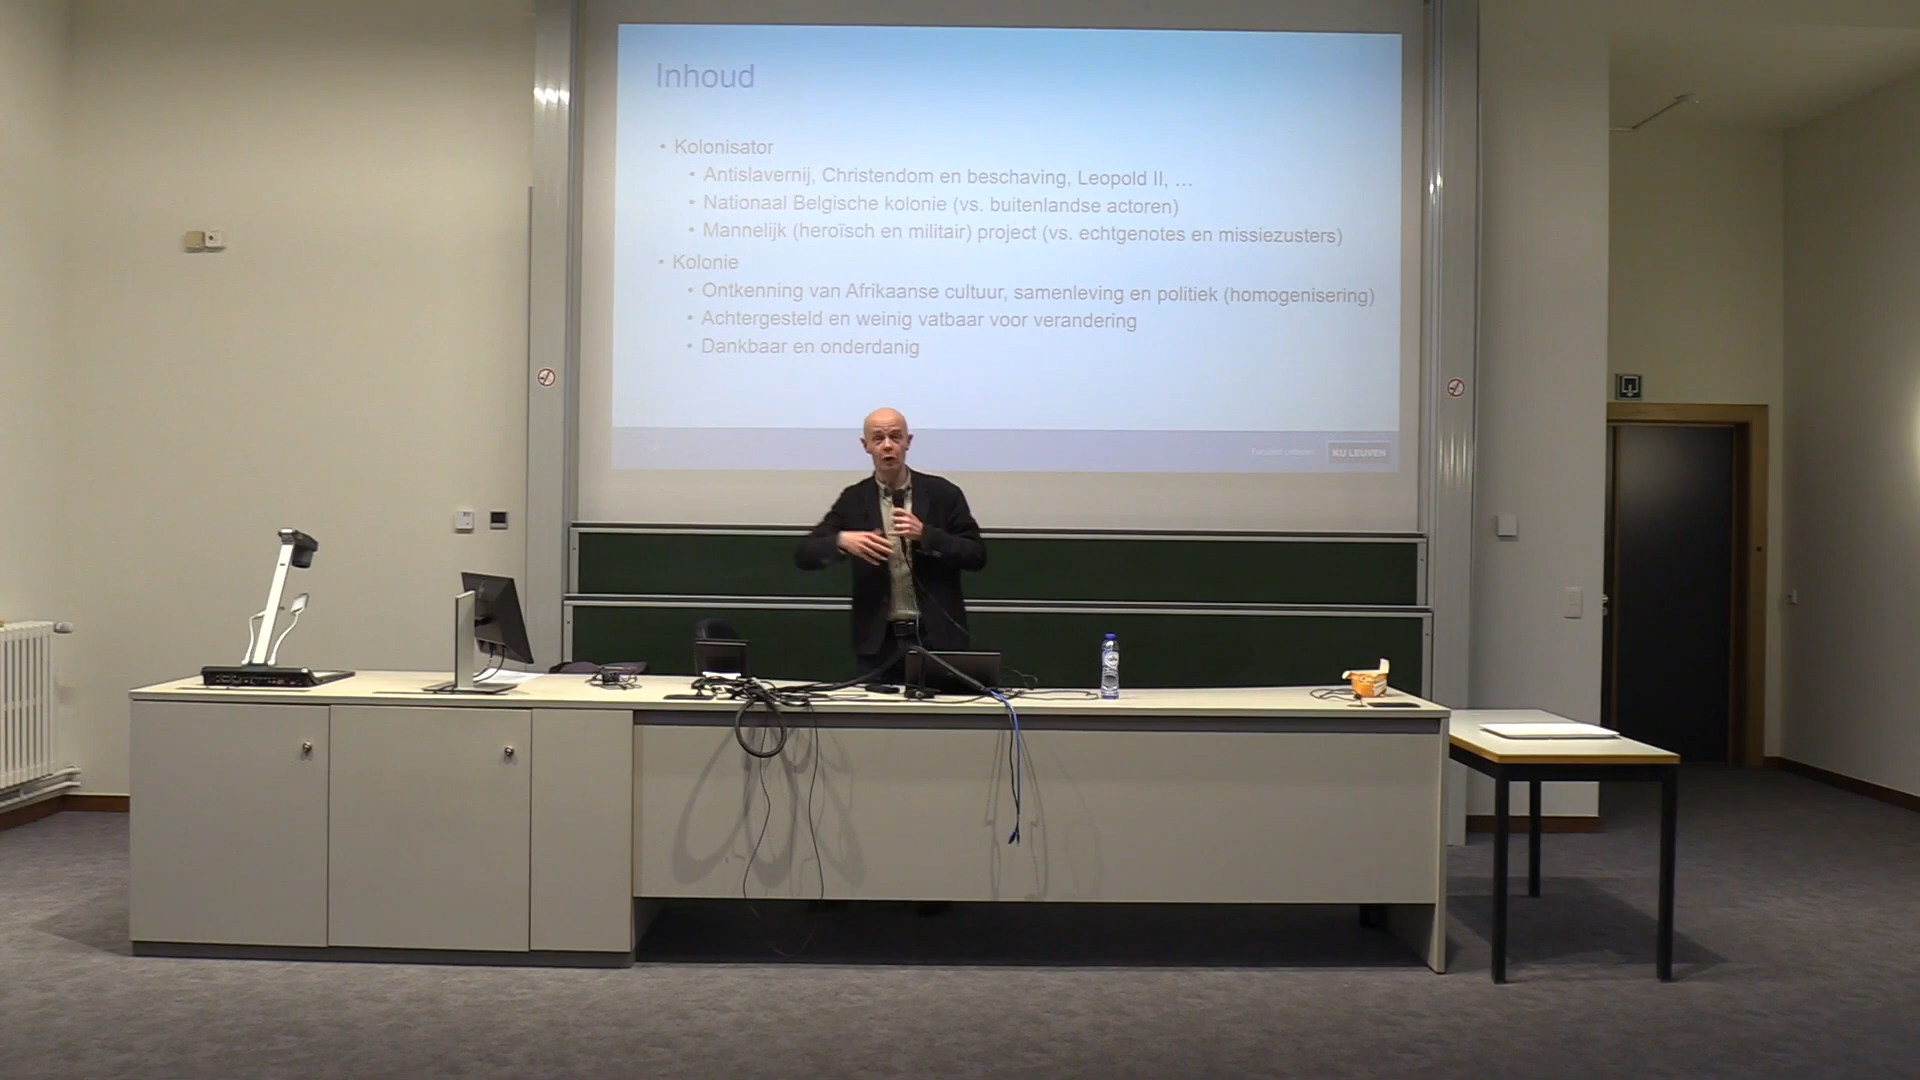 Inhoud
• Kolonisator
• Antislavernij, Christendom en beschaving, Leopold II, …
• Nationaal Belgische kolonie (vs. buitenlandse actoren)
• Mannelijk (heroïsch en militair) project (vs. echtgenotes en missiezusters)
• Kolonie
• Ontkenning van Afrikaanse cultuur, samenleving en politiek (homogenisering)
• Achtergesteld en weinig vatbaar voor verandering
• Dankbaar en onderdanig
Faculteit Letteren
KU LEUVEN